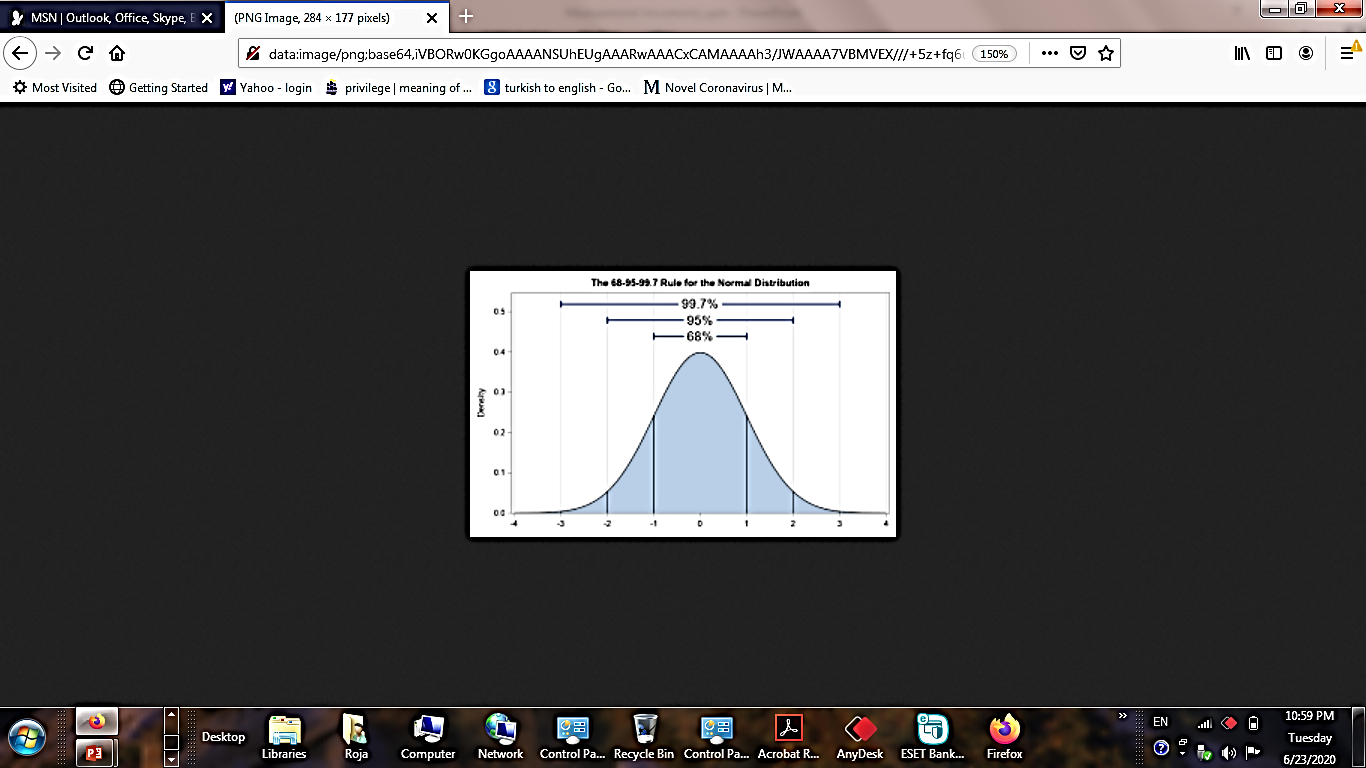 MSN | Outlook, Office, Skype, E
(PNG Image, 284 × 177 pixels)
data:image/png;base64,iVBORw0KGgoAAAANSUhEUgAAARwAAACxCAMAAAAh3/JWAAAA7VBMVEX///+5z+fq6
150%
Most Visited
Getting Started
Yahoo - login
privilege | meaning of ...
turkish to english - Go...
Novel Coronavirus | M...
The 68-95-99.7 Rule for the Normal Distribution
99.7%
95%
68%
Density
0.5
0.4
0.3
0.2
0.1
0.0
-4 -3 -2 -1 0 1 2 3 4
Desktop
Libraries
Roja
Computer
Network
Control Pa...
Recycle Bin
Control Pa...
Acrobat R...
AnyDesk
ESET Bank...
Firefox
EN
10:59 PM
Tuesday
6/23/2020